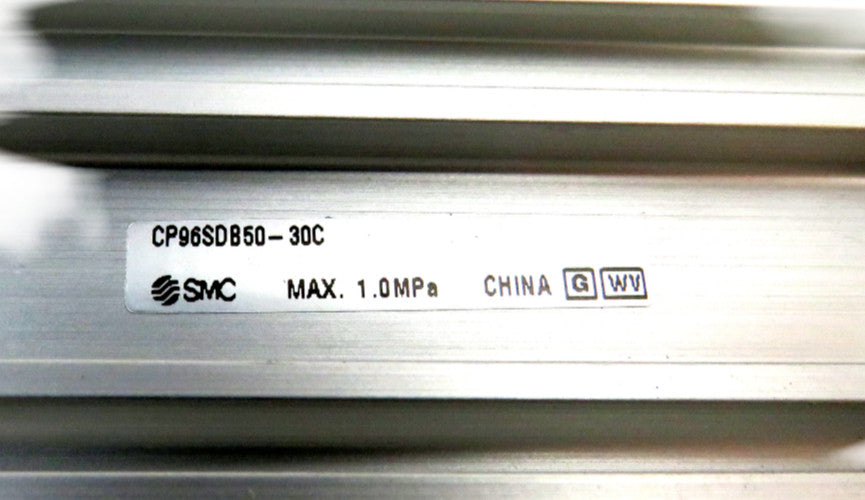 CP96SDB50-30C
SMC MAX. 1.0MPa CHINA G WV